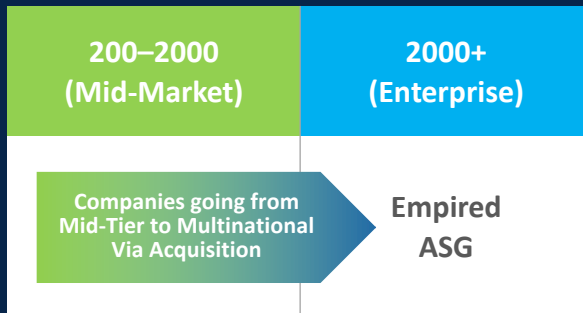 200–2000
(Mid-Market)
2000+
(Enterprise)
Companies going from
Mid-Tier to Multinational
Via Acquisition
Empired
ASG